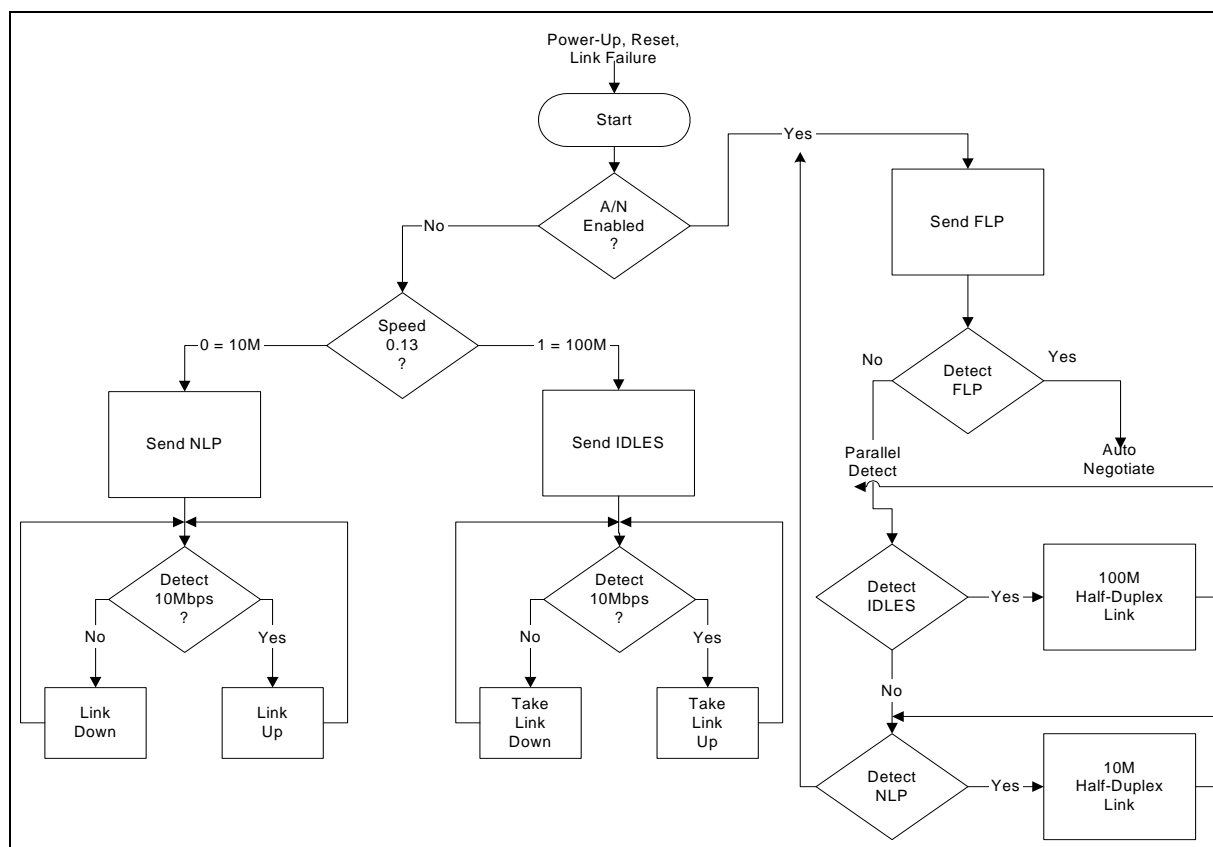 Power-Up, Reset,
Link Failure
Start
Yes
A/N
Enabled
?
No
Send FLP
Speed
0.13
?
0 = 10M
1 = 100M
No
Yes
Detect
FLP
Send NLP
Send IDLES
Parallel
Detect
Auto
Negotiate
Detect
10Mbps
?
No
Yes
Link
Down
Link
Up
Detect
10Mbps
?
No
Yes
Take
Link
Down
Take
Link
Up
Detect
IDLES
Yes
100M
Half-Duplex
Link
No
Detect
NLP
Yes
10M
Half-Duplex
Link